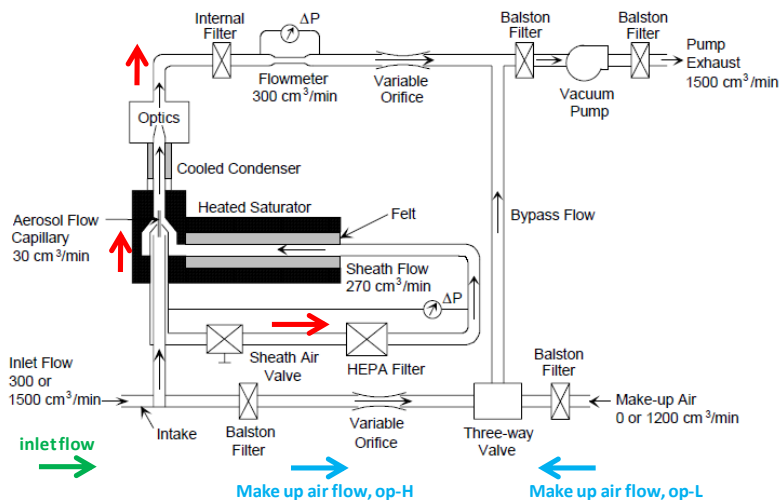 Internal
Filter
ΔP
Flowmeter
300 cm³/min
Variable
Orifice
Balston
Filter
Vacuum
Pump
Balston
Filter
Pump
Exhaust
1500 cm³/min
Optics
Cooled Condenser
Heated Saturator
Felt
Aerosol Flow
Capillary
30 cm³/min
Bypass Flow
Sheath Flow
270 cm³/min
ΔP
Sheath Air
Valve
HEPA Filter
Inlet Flow
300 or
1500 cm³/min
Intake
Balston
Filter
Variable
Orifice
Three-way
Valve
Balston
Filter
Make-up Air
0 or 1200 cm³/min
inlet flow
Make up air flow, op-H
Make up air flow, op-L